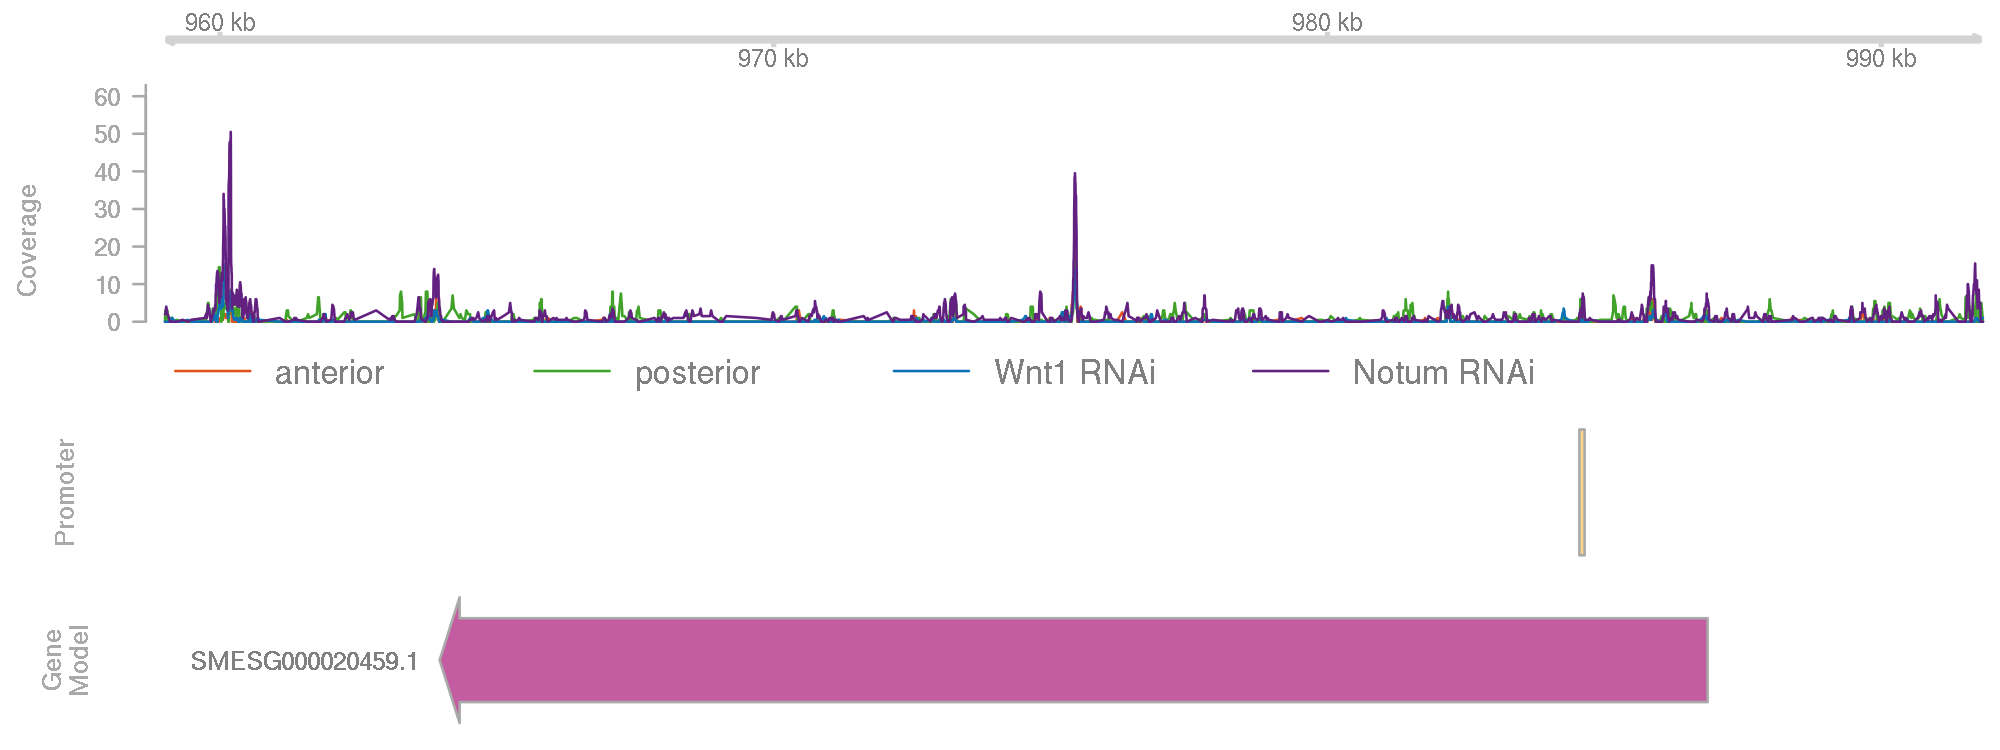 960 kb
980 kb
970 kb
990 kb
Coverage
60
50
40
30
20
10
0
anterior
posterior
Wnt1 RNAi
Notum RNAi
Promoter
Gene
Model
SMESG000020459.1